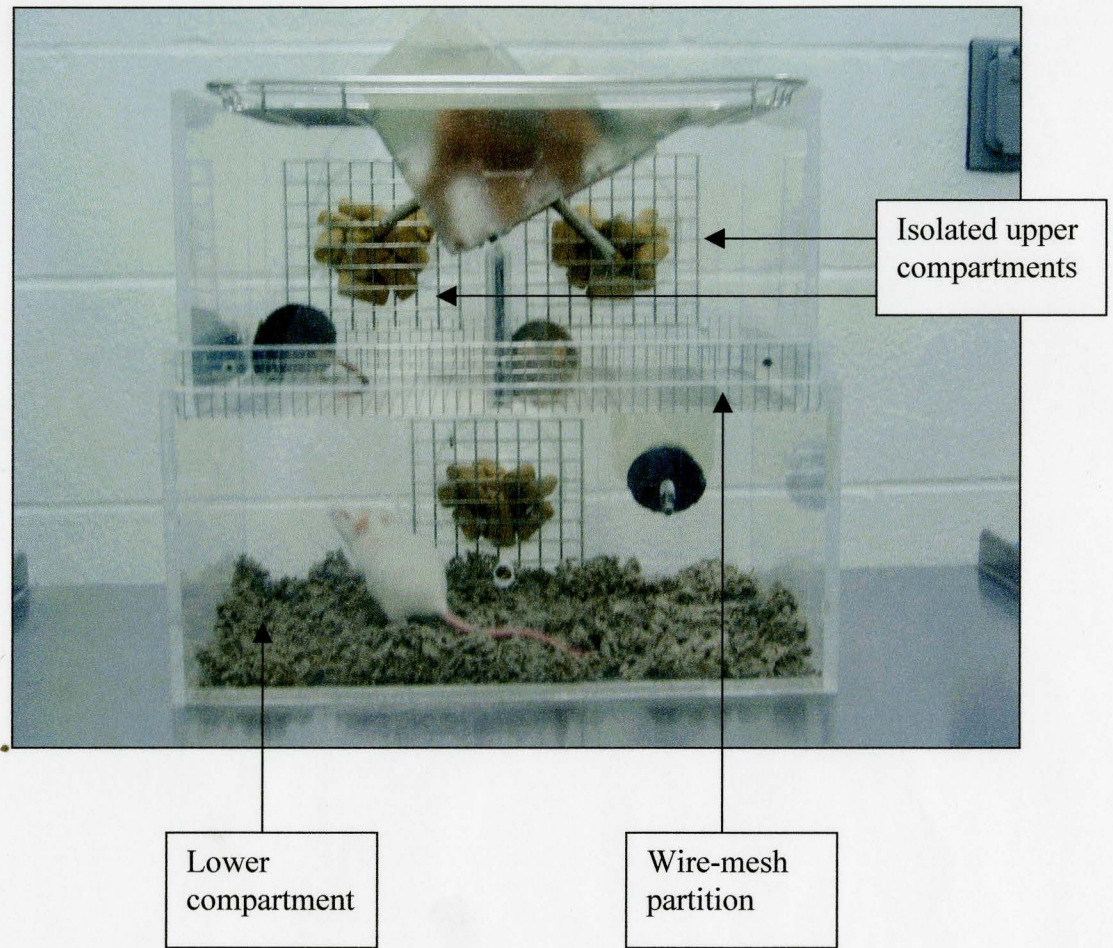 Isolated upper
compartments
Lower
compartment
Wire-mesh
partition